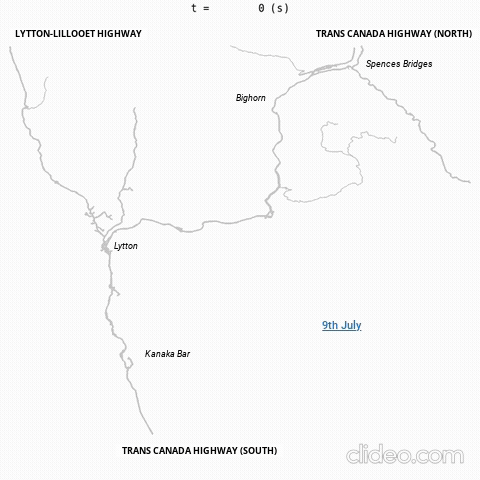 t = 0 (s)
LYTTON-LILLOOET HIGHWAY
TRANS CANADA HIGHWAY (NORTH)
Spences Bridges
Bighorn
Lytton
9th July
Kanaka Bar
TRANS CANADA HIGHWAY (SOUTH)
clideo.com